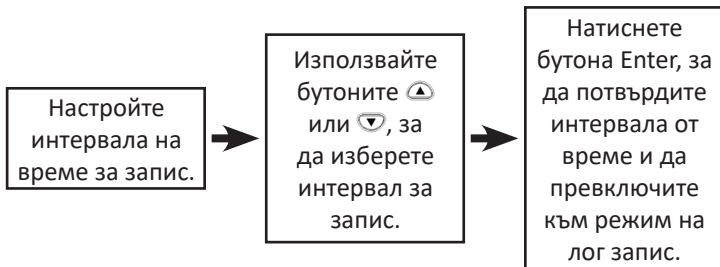 Настройте
интервала на
време за запис.
Използвайте
бутоните ▲
или ▼, за
да изберете
интервал за
запис.
Натиснете
бутона Enter, за
да потвърдите
интервала от
време и да
превключите
към режим на
лог запис.